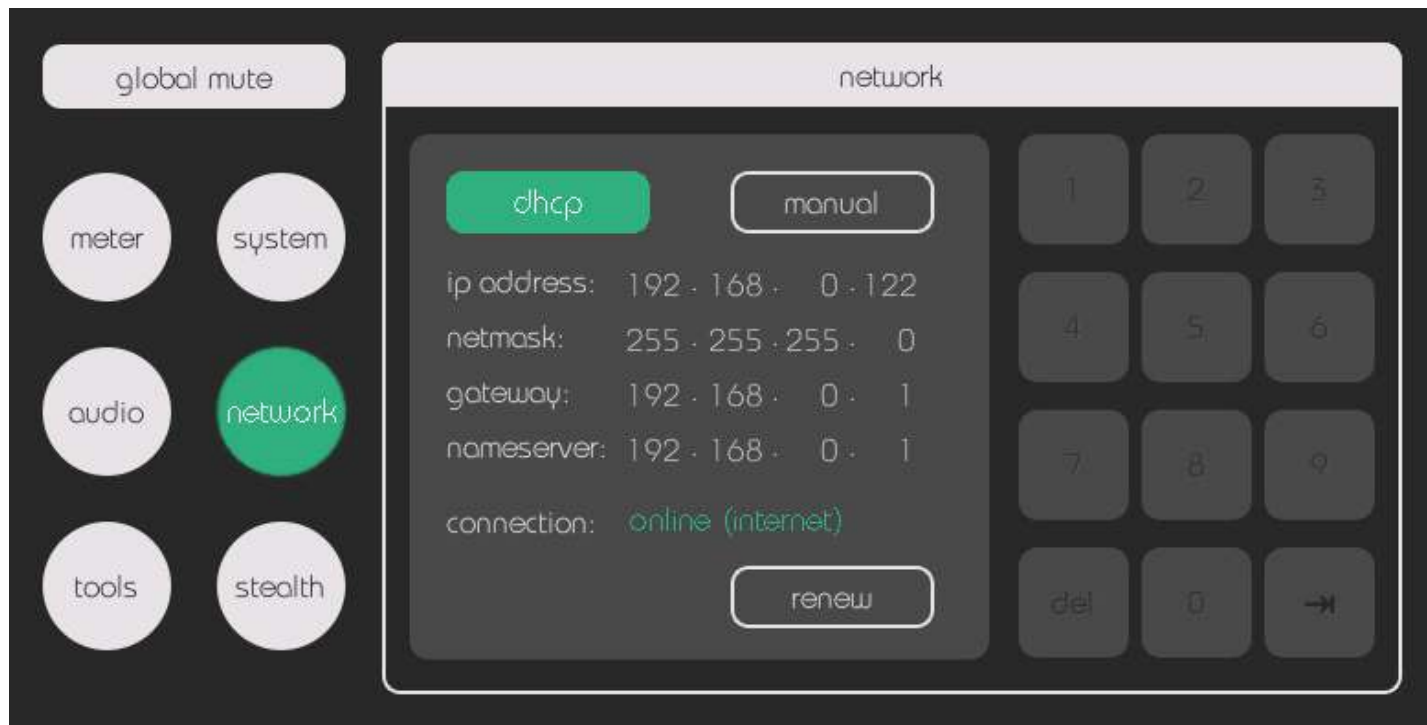 global mute
meter
system
audio
network
tools
stealth
network
dhcp
manual
ip address: 192 . 168 . 0 . 122
netmask: 255 . 255 . 255 . 0
gateway: 192 . 168 . 0 . 1
nameserver: 192 . 168 . 0 . 1
connection: online (internet)
renew
1 2 3
4 5 6
7 8 9
del 0 ⇥